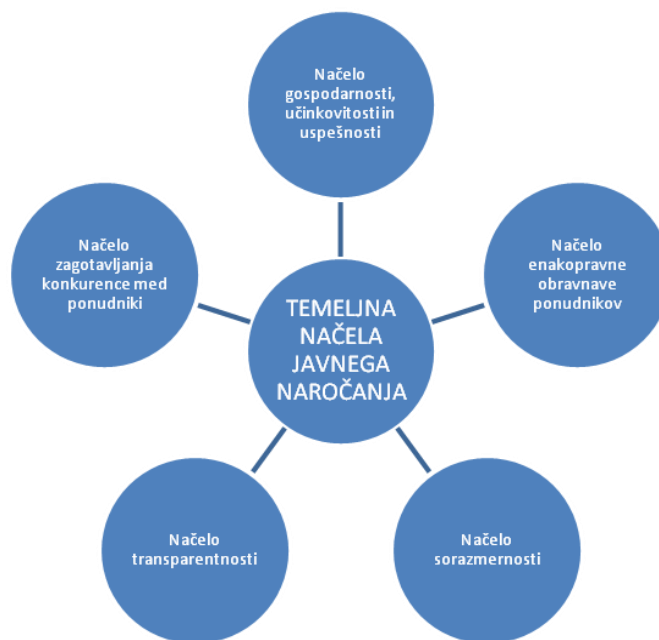 Načelo
gospodarnosti,
učinkovitosti in
uspešnosti
Načelo
zagotavljanja
konkurence med
ponudniki
Načelo
enakopravne
obravnave
ponudnikov
TEMELJNA
NAČELA
JAVNEGA
NAROČANJA
Načelo
transparentnosti
Načelo
sorazmernosti